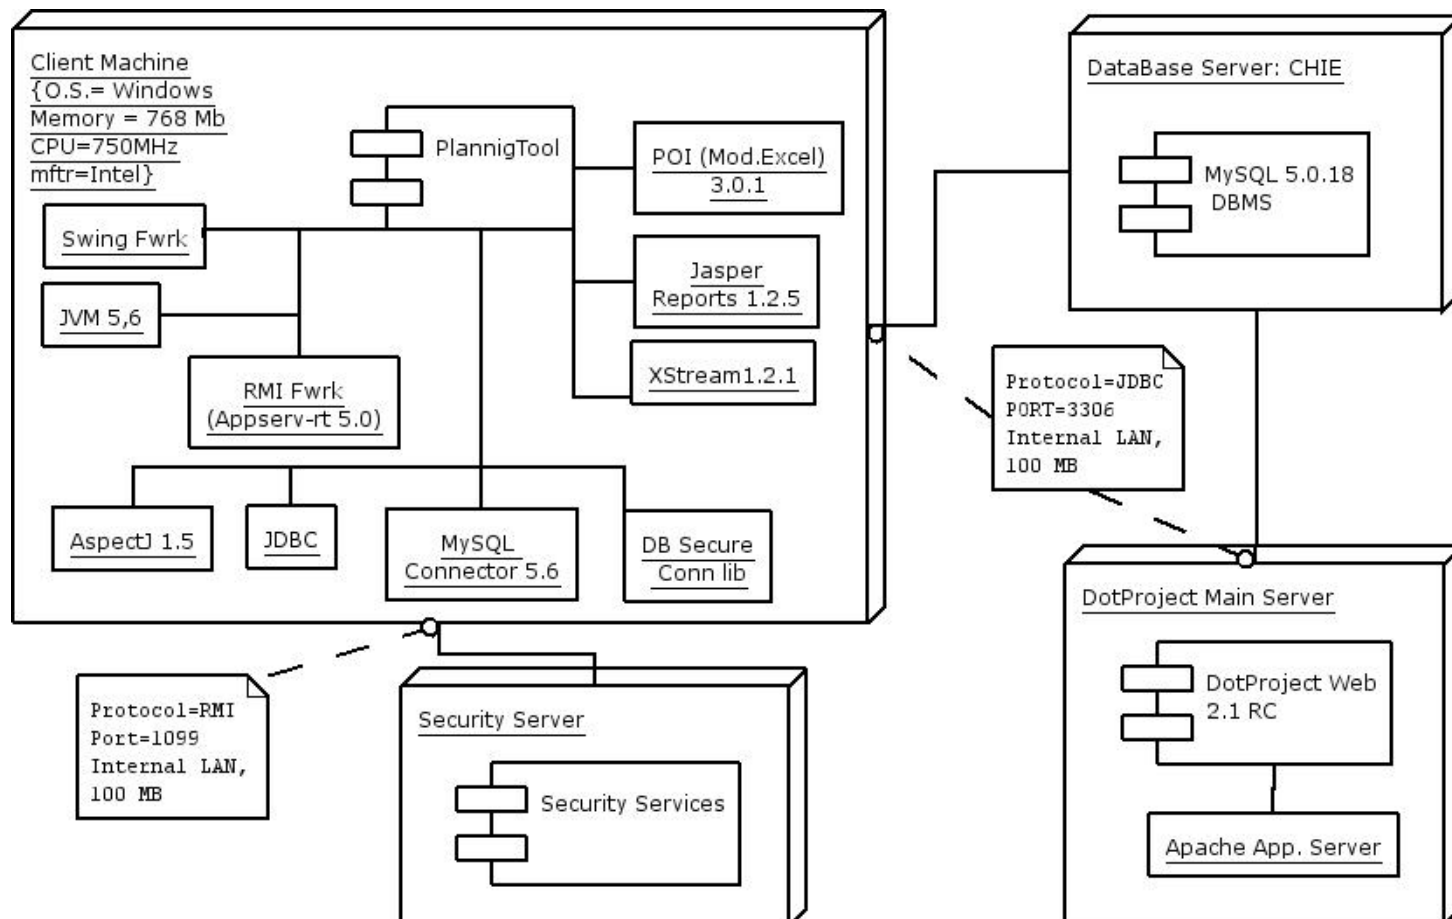 Client Machine
{O.S.= Windows
Memory = 768 Mb
CPU=750MHz
mftr=Intel}
PlannigTool
POI (Mod.Excel)
3.0.1
Swing Fwrk
Jasper
Reports 1.2.5
JVM 5,6
XStream1.2.1
RMI Fwrk
(Appserv-rt 5.0)
AspectJ 1.5
JDBC
MySQL
Connector 5.6
DB Secure
Conn lib
DataBase Server: CHIE
MySQL 5.0.18
DBMS
Protocol=JDBC
PORT=3306
Internal LAN,
100 MB
DotProject Main Server
DotProject Web
2.1 RC
Apache App. Server
Protocol=RMI
Port=1099
Internal LAN,
100 MB
Security Server
Security Services